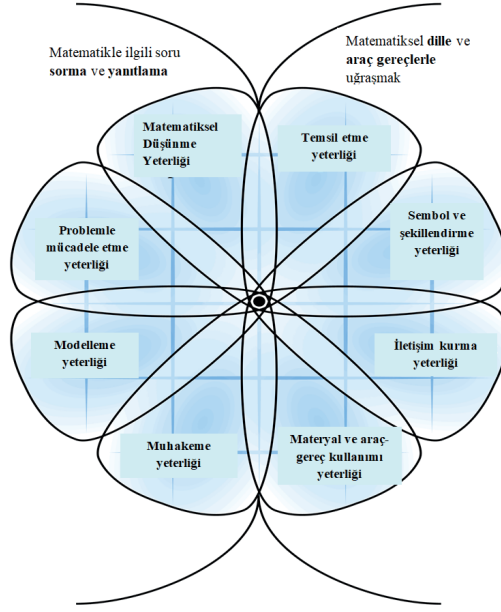 Matematikle ilgili soru
sorma ve yanıtlama
Matematiksel dille ve
araç gereçlerle
uğraşmak
Matematiksel
Düşünme
Yeterliği
Temsil etme
yeterliği
Problemle
mücadele etme
yeterliği
Sembol ve
şekillendirme
yeterliği
Modelleme
yeterliği
İletişim kurma
yeterliği
Muhakeme
yeterliği
Materyal ve araç-
gereç kullanımı
yeterliği